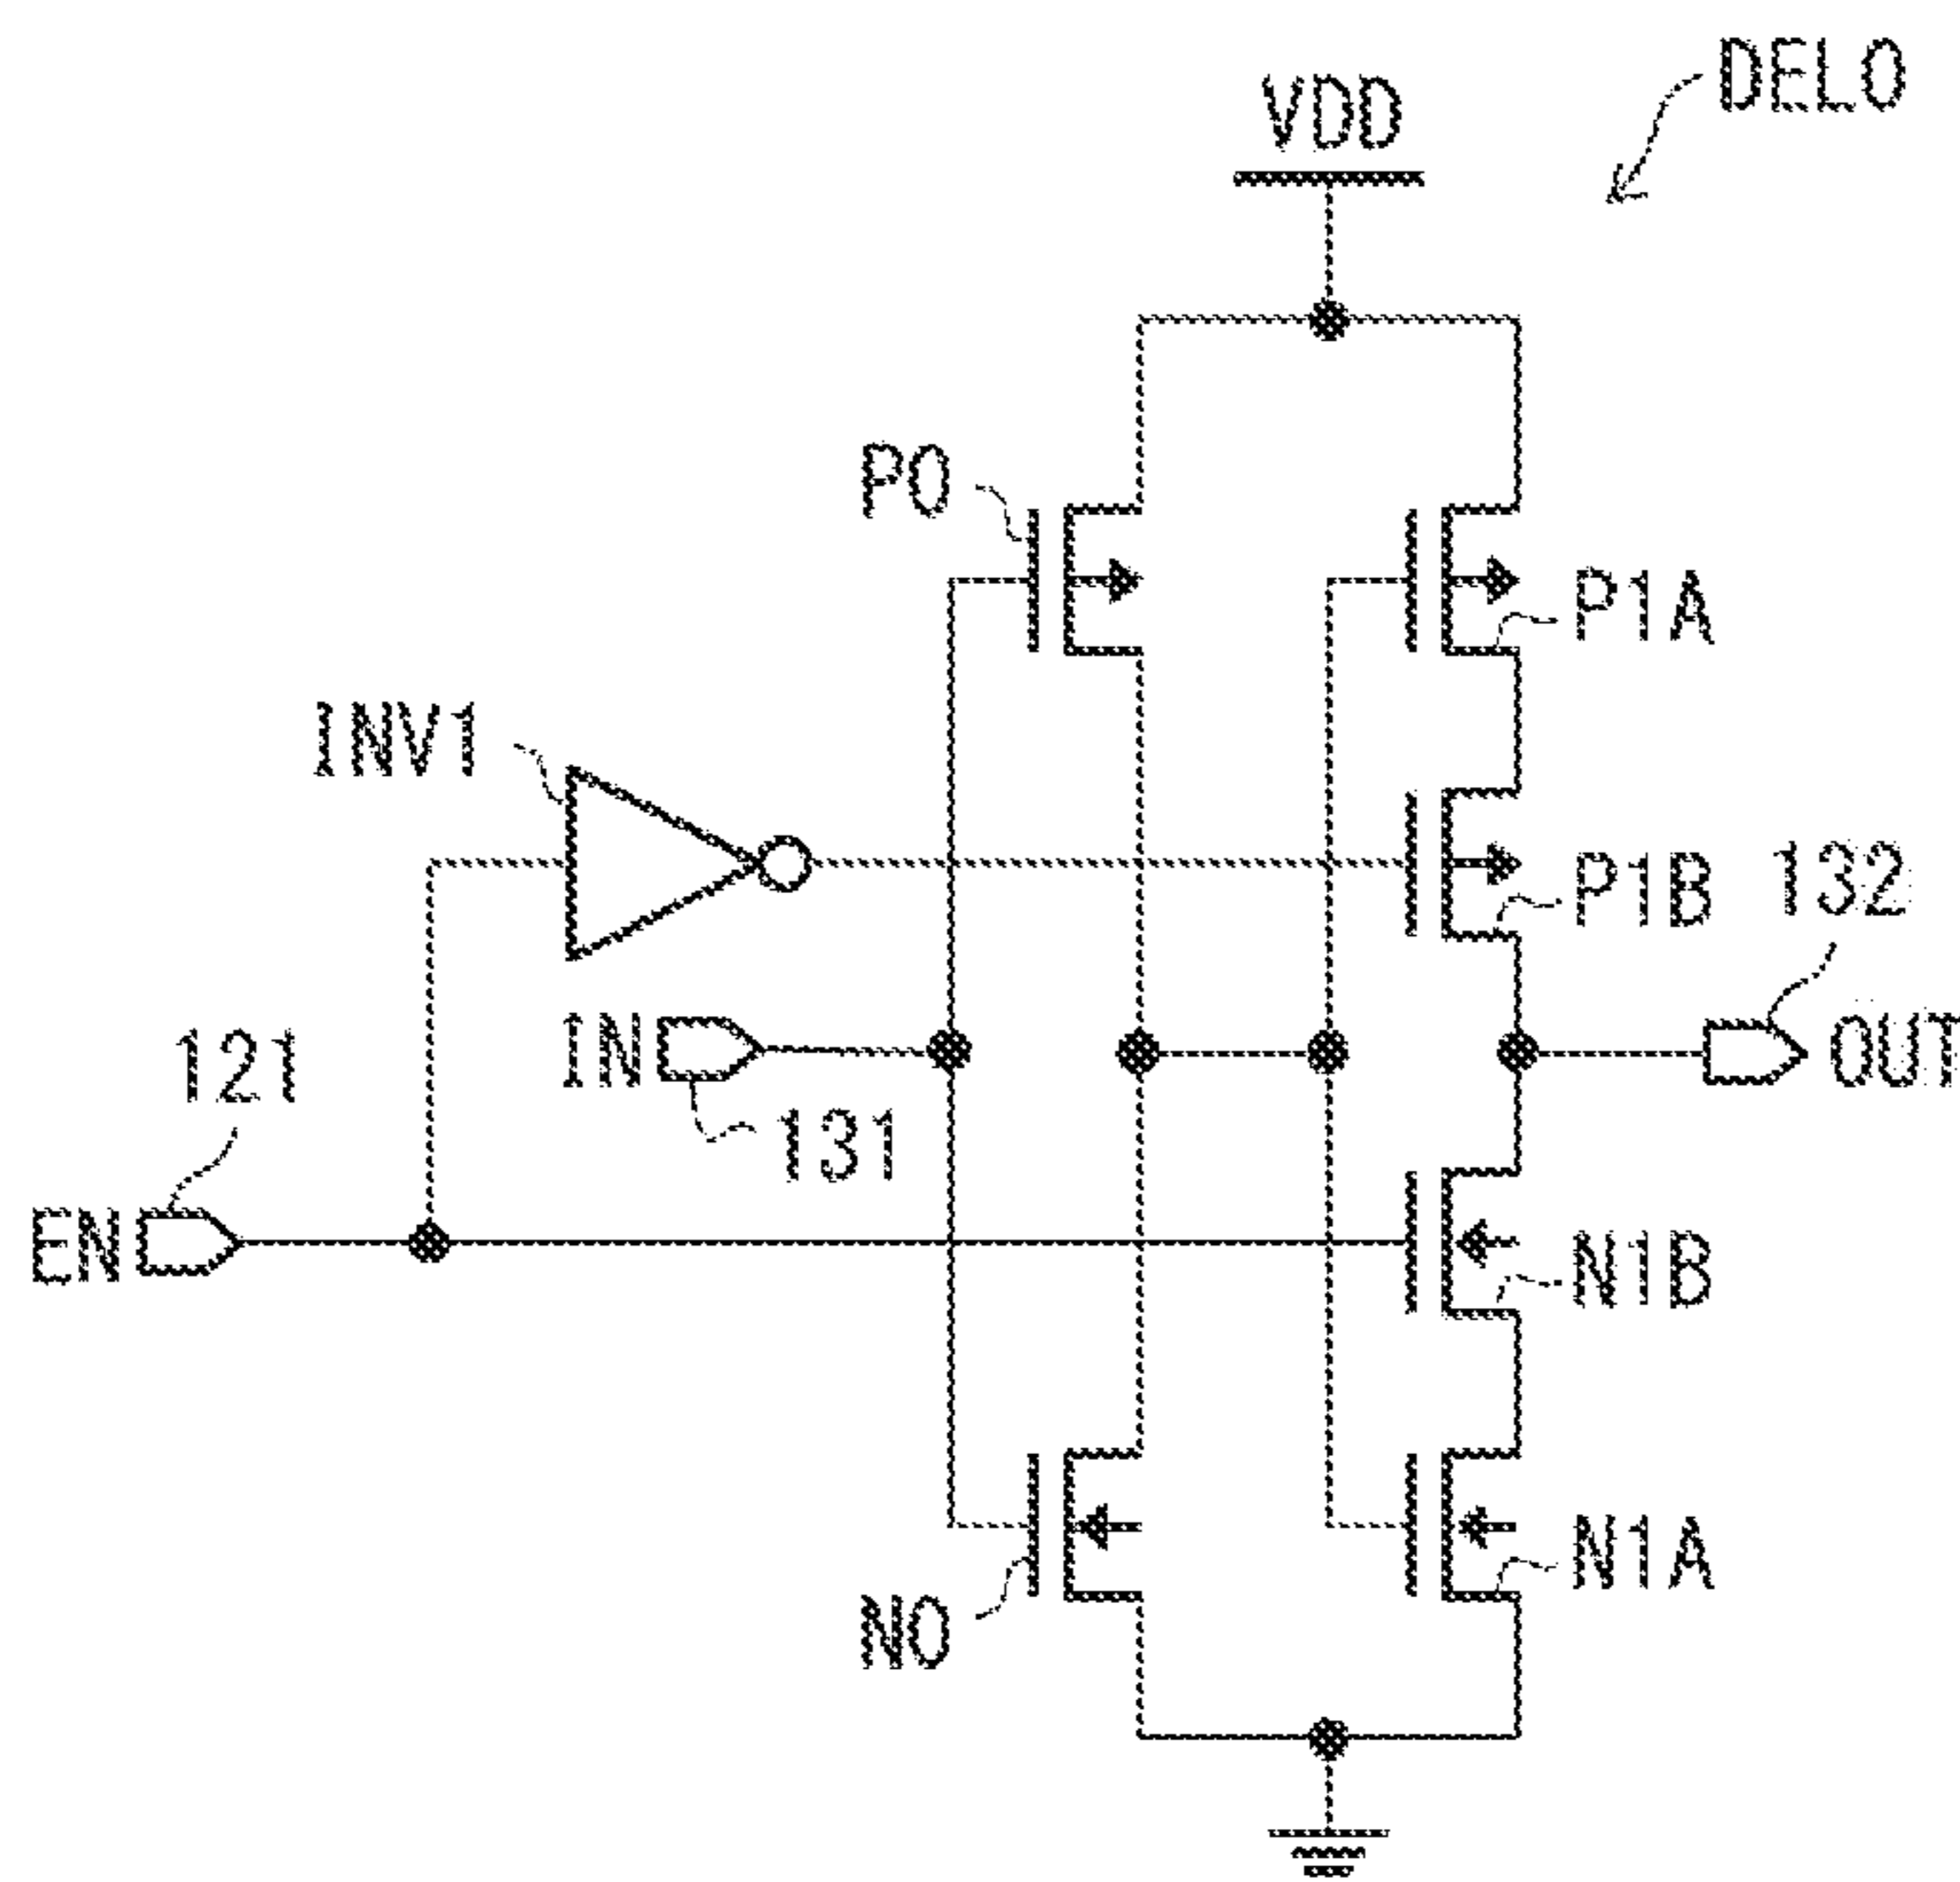 DEL0
VDD
P0
P1A
INV1
P1B
132
121
IN
OUT
131
EN
N1B
N0
N1A